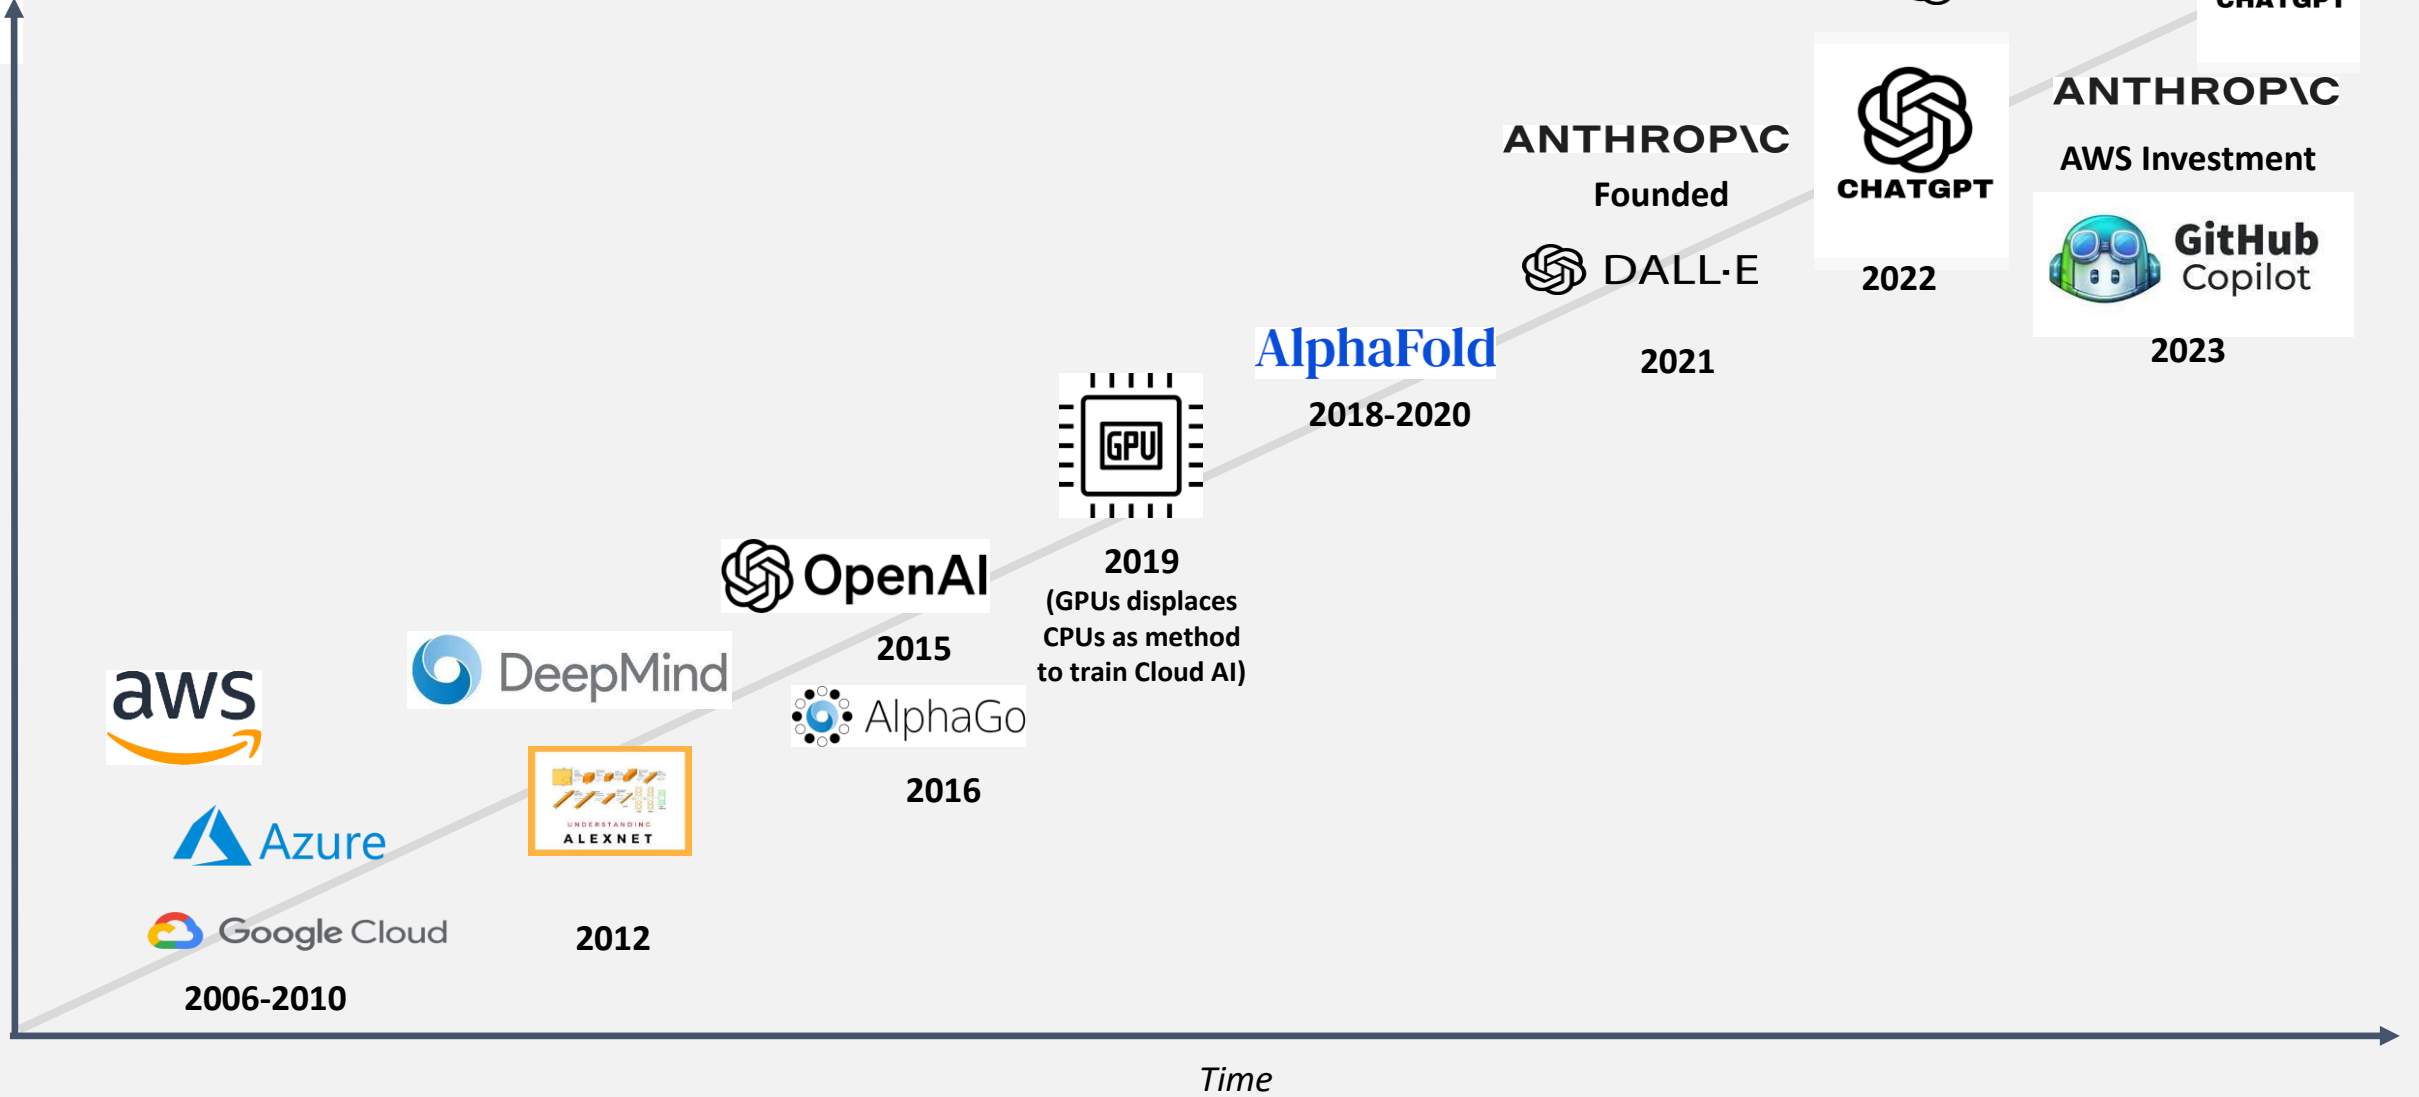 CHATGPT
ANTHROP\C
AWS Investment
GitHub
Copilot
2023
CHATGPT
2022
ANTHROP\C
Founded
DALL·E
2021
AlphaFold
2018-2020
GPU
2019
(GPUs displaces
CPUs as method
to train Cloud AI)
OpenAI
2015
AlphaGo
2016
DeepMind
UNDERSTANDING
ALEXNET
2012
aws
Azure
Google Cloud
2006-2010
Time